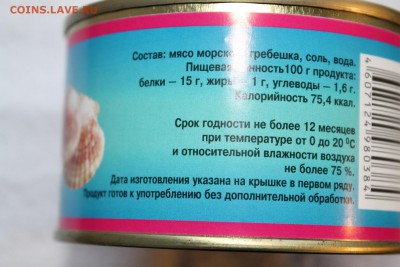 COINS.LAVE.RU
Состав: мясо морского гребешка, соль, вода.
Пищевая ценность100 г продукта:
белки – 15 г, жиры – 1 г, углеводы – 1,6 г.
Калорийность 75,4 ккал.
Срок годности не более 12 месяцев
при температуре от 0 до 20 °С
и относительной влажности воздуха
не более 75 %.
Дата изготовления указана на крышке в первом ряду.
Продукт готов к употреблению без дополнительной обработки.
4607124980384